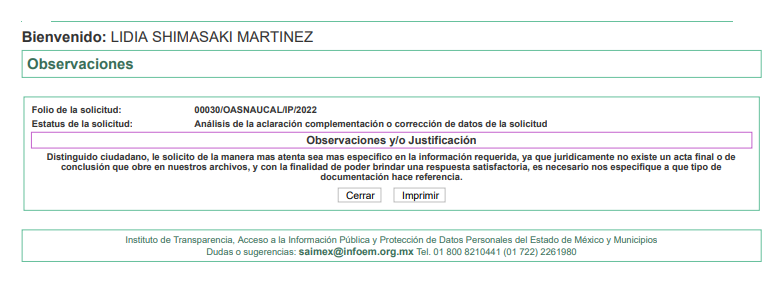 Bienvenido: LIDIA SHIMASAKI MARTINEZ
Observaciones
Folio de la solicitud: 00030/OASNAUCAL/IP/2022
Estatus de la solicitud: Análisis de la aclaración complementación o corrección de datos de la solicitud
Observaciones y/o Justificación
Distinguido ciudadano, le solicito de la manera mas atenta sea mas especifico en la información requerida, ya que juridicamente no existe un acta final o de
conclusión que obre en nuestros archivos, y con la finalidad de poder brindar una respuesta satisfactoria, es necesario nos especifique a que tipo de
documentación hace referencia.
Cerrar Imprimir
Instituto de Transparencia, Acceso a la Información Pública y Protección de Datos Personales del Estado de México y Municipios
Dudas o sugerencias: saimex@infoem.org.mx Tel. 01 800 8210441 (01 722) 2261980